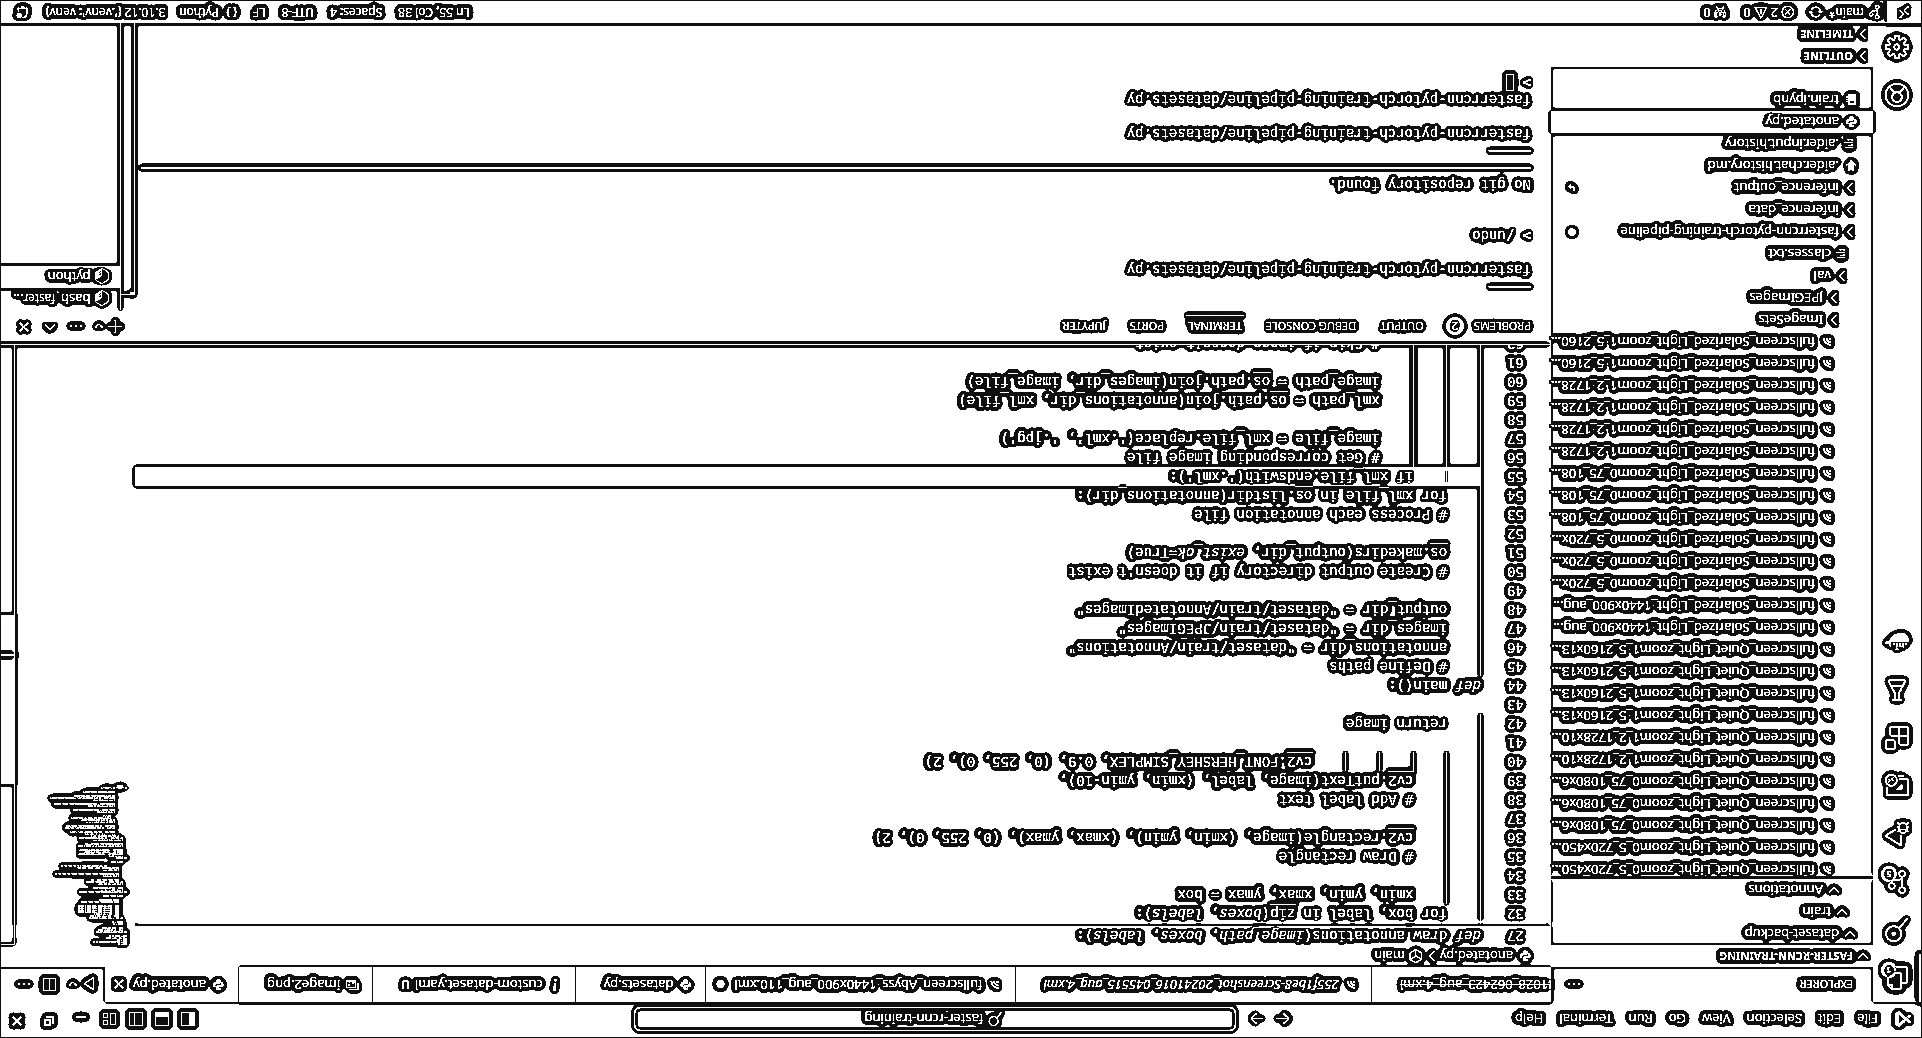 File Edit Selection View Go Run Terminal Help
faster-rcnn-training
EXPLORER
1028-062423_aug_4.xml
255f1be8-Screenshot_20241016_545515_aug_4.xml
fullscreen_Abyss_1440x900_aug_110.xml
datasets.py
custom-dataset.yaml U
image2.png
anotated.py
FASTER-RCNN-TRAINING
dataset-backup
train
Annotations
fullscreen_Quiet_Light_zoom0_5_720x450...
fullscreen_Quiet_Light_zoom0_5_720x450...
fullscreen_Quiet_Light_zoom0_75_1080x6...
fullscreen_Quiet_Light_zoom0_75_1080x6...
fullscreen_Quiet_Light_zoom0_75_1080x6...
fullscreen_Quiet_Light_zoom1_2_1728x10...
fullscreen_Quiet_Light_zoom1_2_1728x10...
fullscreen_Quiet_Light_zoom1_5_2160x13...
fullscreen_Quiet_Light_zoom1_5_2160x13...
fullscreen_Quiet_Light_zoom1_5_2160x13...
fullscreen_Quiet_Light_zoom1_5_2160x13...
fullscreen_Solarized_Light_1440x900_aug...
fullscreen_Solarized_Light_1440x900_aug...
fullscreen_Solarized_Light_zoom0_5_720x...
fullscreen_Solarized_Light_zoom0_5_720x...
fullscreen_Solarized_Light_zoom0_5_720x...
fullscreen_Solarized_Light_zoom0_75_108...
fullscreen_Solarized_Light_zoom0_75_108...
fullscreen_Solarized_Light_zoom0_75_108...
fullscreen_Solarized_Light_zoom1_2_1728...
fullscreen_Solarized_Light_zoom1_2_1728...
fullscreen_Solarized_Light_zoom1_2_1728...
fullscreen_Solarized_Light_zoom1_2_1728...
fullscreen_Solarized_Light_zoom1_5_2160...
fullscreen_Solarized_Light_zoom1_5_2160...
ImageSets
JPEGImages
val
classes.txt
fasterrcnn-pytorch-training-pipeline
inference_data
inference_output
.aider.chat.history.md
.aider.input.history
anotated.py
train.ipynb
OUTLINE
TIMELINE
anotated.py > main
27 def draw_annotations(image_path, boxes, labels):
32 for box, label in zip(boxes, labels):
33 xmin, ymin, xmax, ymax = box
34
35 # Draw rectangle
36 cv2.rectangle(image, (xmin, ymin), (xmax, ymax), (0, 255, 0), 2)
37
38 # Add label text
39 cv2.putText(image, label, (xmin, ymin-10),
40 cv2.FONT_HERSHEY_SIMPLEX, 0.9, (0, 255, 0), 2)
41
42 return image
43
44 def main():
45 # Define paths
46 annotations_dir = "dataset/train/Annotations"
47 images_dir = "dataset/train/JPEGImages"
48 output_dir = "dataset/train/AnnotatedImages"
49
50 # Create output directory if it doesn't exist
51 os.makedirs(output_dir, exist_ok=True)
52
53 # Process each annotation file
54 for xml_file in os.listdir(annotations_dir):
55 if xml_file.endswith(".xml"):
56 # Get corresponding image file
57 image_file = xml_file.replace(".xml", ".jpg")
58
59 xml_path = os.path.join(annotations_dir, xml_file)
60 image_path = os.path.join(images_dir, image_file)
61
PROBLEMS 2 OUTPUT DEBUG CONSOLE TERMINAL PORTS JUPYTER
fasterrcnn-pytorch-training-pipeline/datasets.py
> /undo
No git repository found.
fasterrcnn-pytorch-training-pipeline/data/datasets.py
fasterrcnn-pytorch-training-pipeline/data/datasets.py
>
bash faster...
python
main* 2 0 0
Ln 55, Col 38 Spaces: 4 UTF-8 LF {} Python 3.10.12 ('.venv': venv)